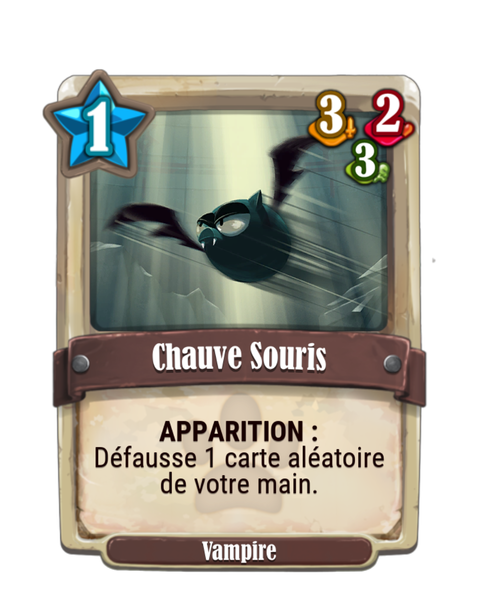 1
3
2
3
Chauve Souris
APPARITION :
Défausse 1 carte aléatoire
de votre main.
Vampire